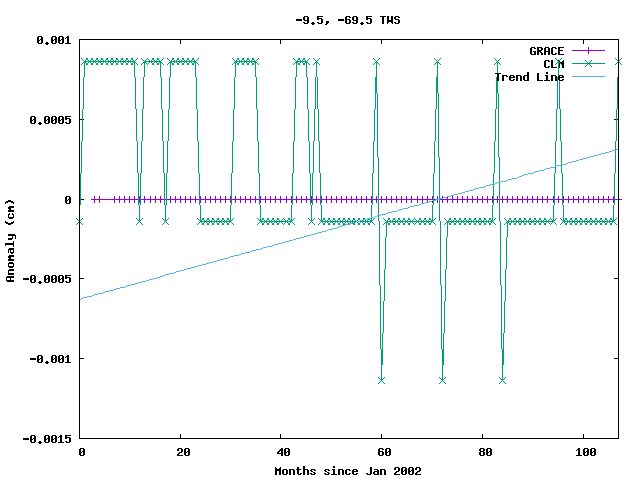 -9.5, -69.5 TWS
GRACE
CLM
Trend Line
0.001
0.0005
0
-0.0005
-0.001
-0.0015
Anomaly (cm)
0 20 40 60 80 100
Months since Jan 2002